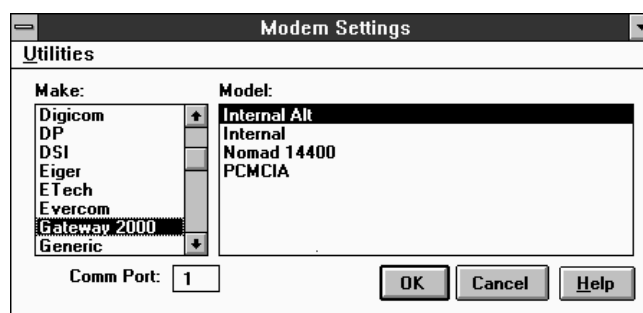 Modem Settings
Utilities
Make:
Model:
Digicom
DP
DSI
Eiger
ETech
Evercom
Gateway 2000
Generic
Internal Alt
Internal
Nomad 14400
PCMCIA
Comm Port: 1
OK
Cancel
Help